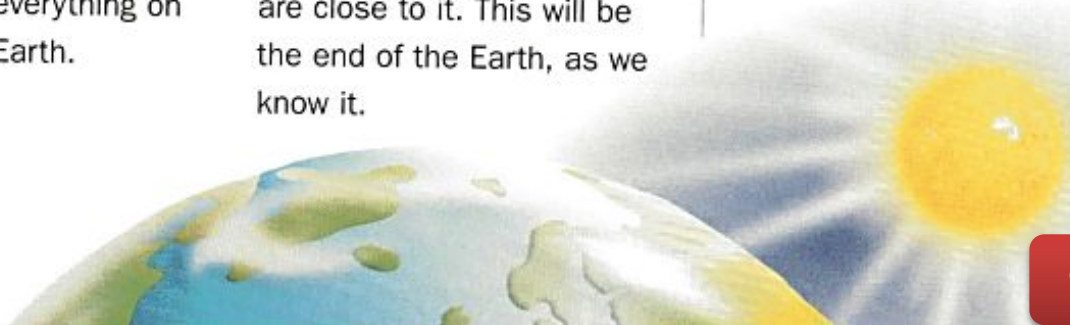 everything on
Earth.
are close to it. This will be
the end of the Earth, as we
know it.